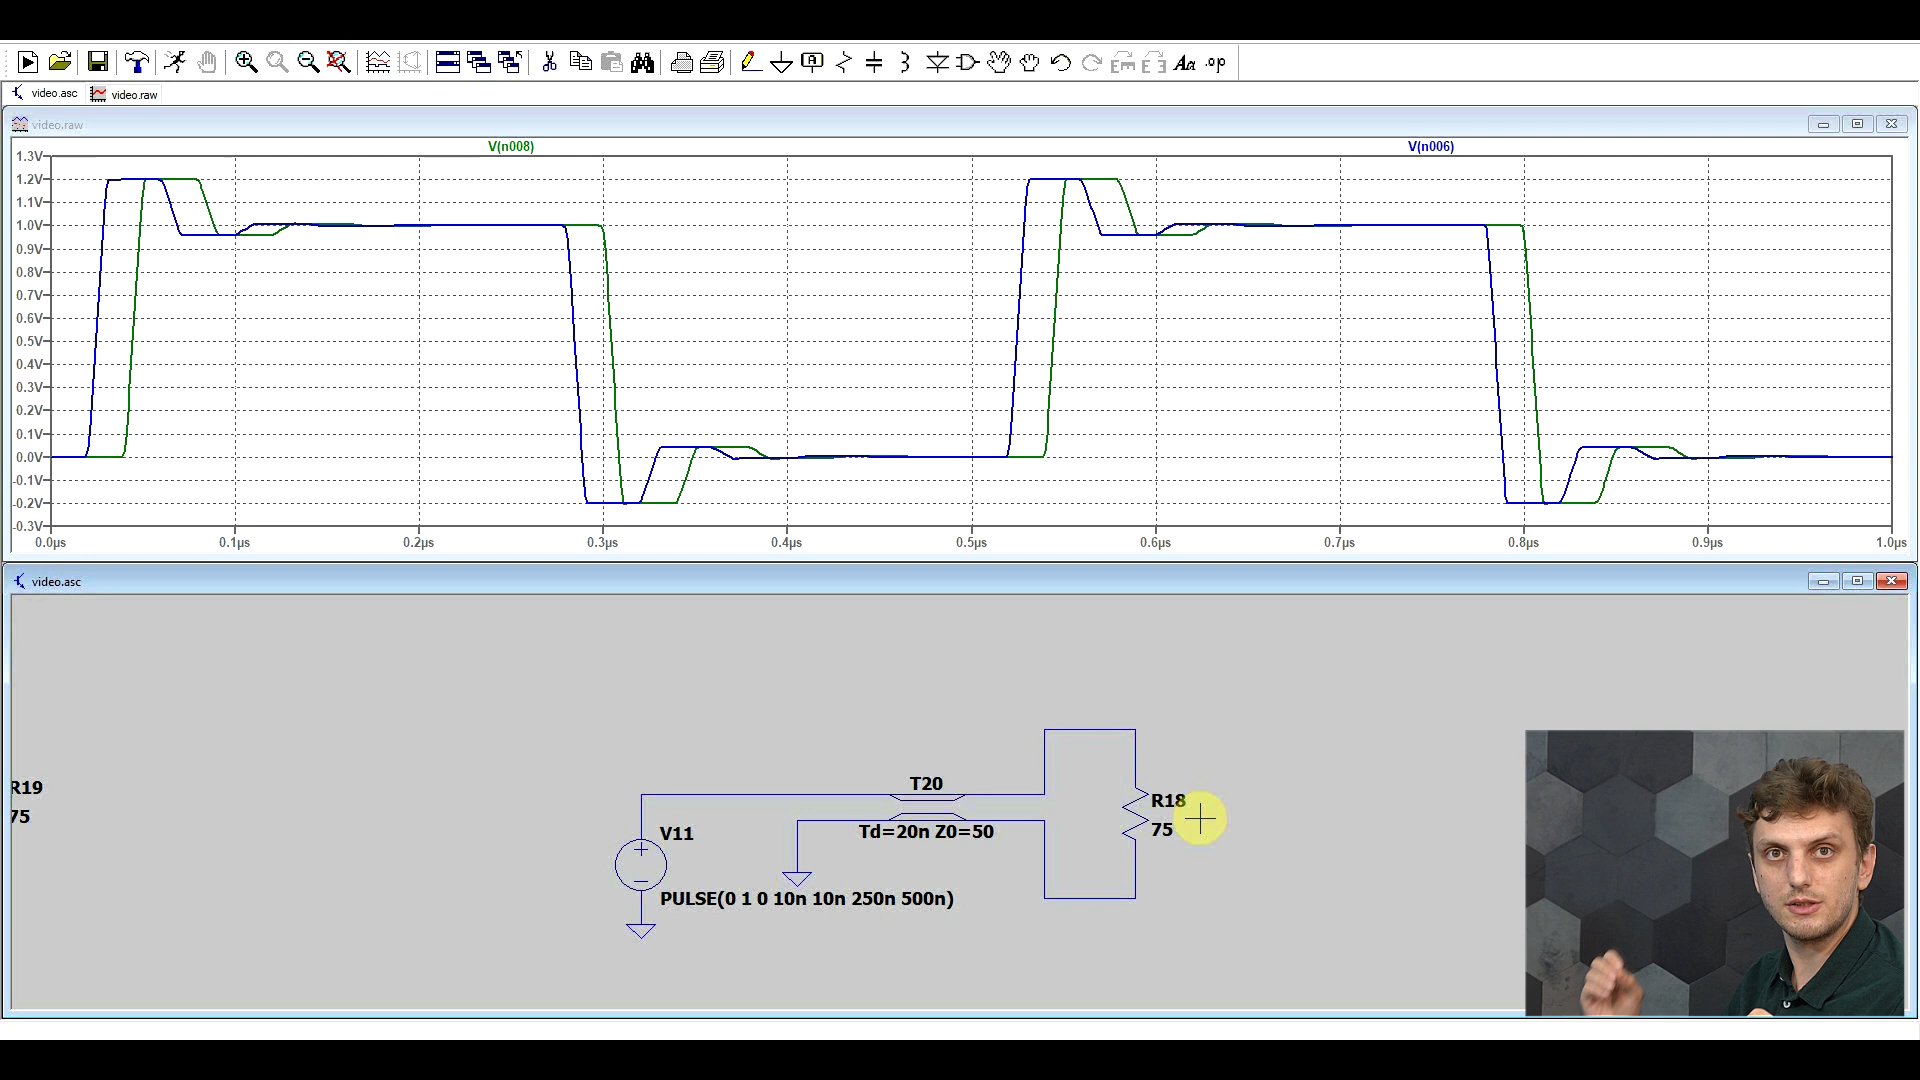 Aa .op
video.asc video.raw
video.raw
V(n008) V(n006)
1.3V
1.2V
1.1V
1.0V
0.9V
0.8V
0.7V
0.6V
0.5V
0.4V
0.3V
0.2V
0.1V
0.0V
-0.1V
-0.2V
-0.3V
0.0µs 0.1µs 0.2µs 0.3µs 0.4µs 0.5µs 0.6µs 0.7µs 0.8µs 0.9µs 1.0µs
video.asc
R19
75
T20
Td=20n Z0=50
V11
PULSE(0 1 0 10n 10n 250n 500n)
R18
75